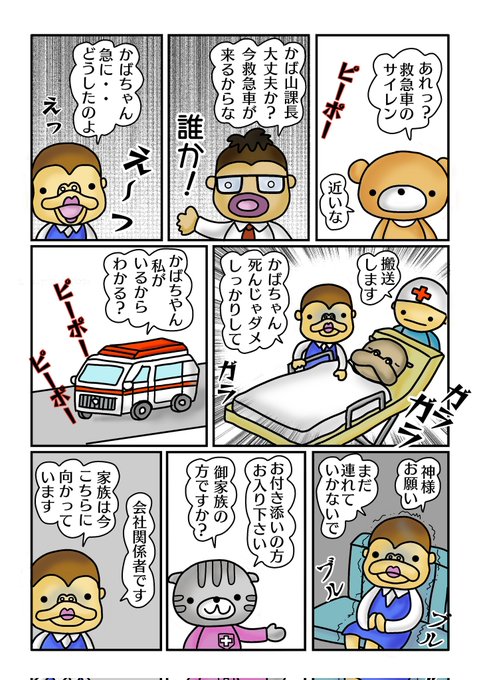 あれっ？
救急車の
サイレン
ピーポー
近いな
かば山課長
大丈夫か？
今救急車が
来るからな
誰か！
かばちゃん
急に・・
どうしたのよ
えっ
え～っ
搬送
します
かばちゃん
死んじゃダメ
しっかりして
ガラ
ガラ
ガラ
かばちゃん
私が
いるから
わかる？
ピーポー
ピーポー
神様
お願い
まだ
連れて
いかないで
ブル
ブル
お付き添いの方
お入り下さい
御家族の
方ですか？
会社関係者です
家族は今
こちらに
向かって
います